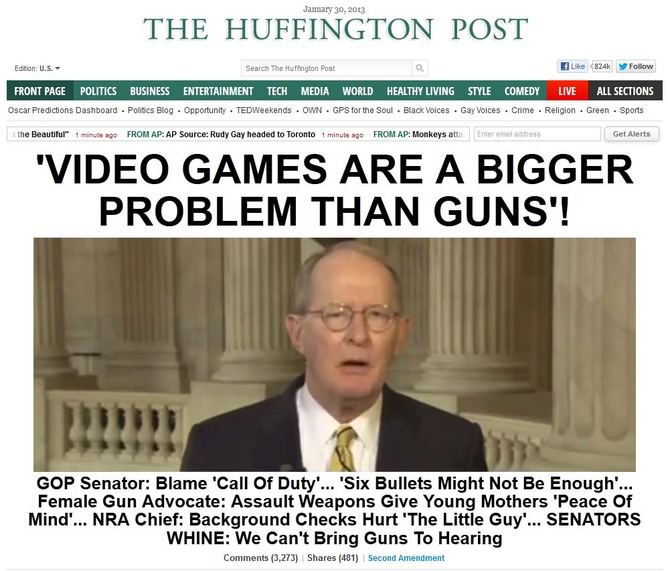 January 30, 2013
THE HUFFINGTON POST
Edition: U.S.
Search The Huffington Post
Like 824k Follow
FRONT PAGE POLITICS BUSINESS ENTERTAINMENT TECH MEDIA WORLD HEALTHY LIVING STYLE COMEDY LIVE ALL SECTIONS
Oscar Predictions Dashboard • Politics Blog • Opportunity • TEDWeekends • OWN • GPS for the Soul • Black Voices • Gay Voices • Crime • Religion • Green • Sports
the Beautiful" 1 minute ago FROM AP: AP Source: Rudy Gay headed to Toronto 1 minute ago FROM AP: Monkeys atta
Enter email address Get Alerts
'VIDEO GAMES ARE A BIGGER
PROBLEM THAN GUNS'!
GOP Senator: Blame 'Call Of Duty'... 'Six Bullets Might Not Be Enough'...
Female Gun Advocate: Assault Weapons Give Young Mothers 'Peace Of
Mind'... NRA Chief: Background Checks Hurt 'The Little Guy'... SENATORS
WHINE: We Can't Bring Guns To Hearing
Comments (3,273) | Shares (481) | Second Amendment